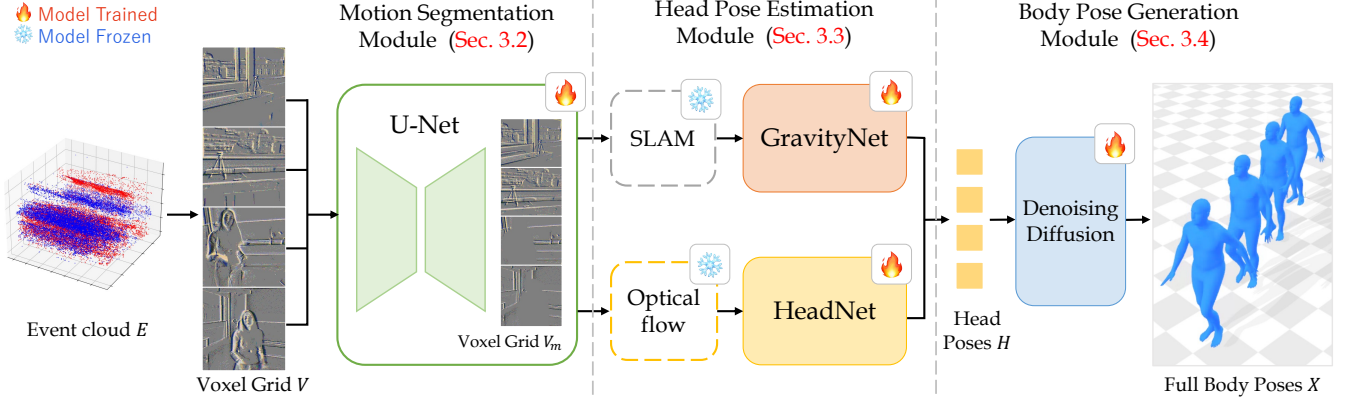 Model Trained
Model Frozen
Motion Segmentation
Module (Sec. 3.2)
Head Pose Estimation
Module (Sec. 3.3)
Body Pose Generation
Module (Sec. 3.4)
U-Net
SLAM
GravityNet
Denoising
Diffusion
Optical
flow
HeadNet
Event cloud E
Voxel Grid V
Voxel Grid Vm
Head
Poses H
Full Body Poses X